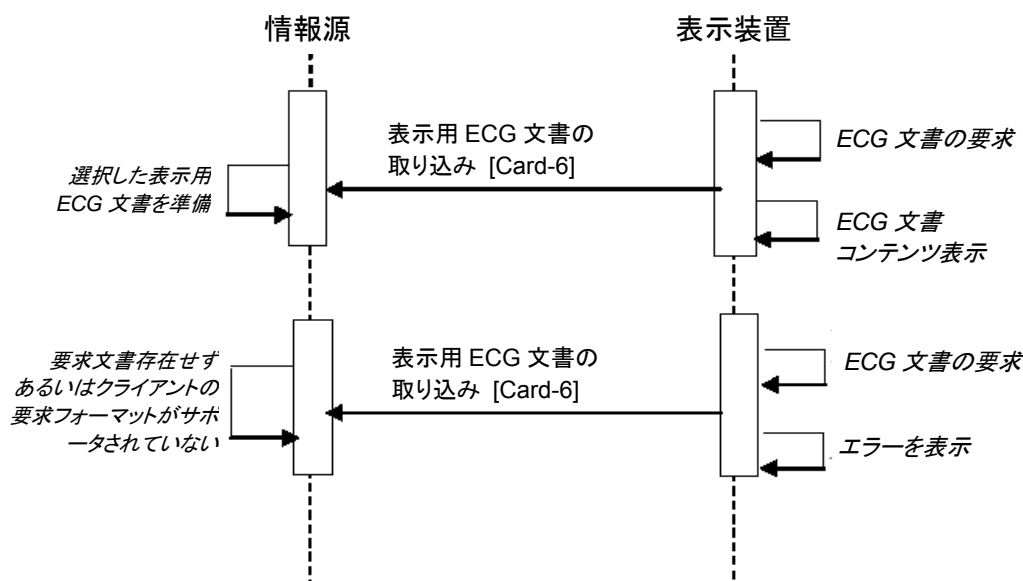 情報源
表示装置
表示用 ECG 文書の
取り込み [Card-6]
ECG 文書の要求
選択した表示用
ECG 文書を準備
ECG 文書
コンテンツ表示
要求文書存在せず
あるいはクライアントの
要求フォーマットがサポ
ータされていない
表示用 ECG 文書の
取り込み [Card-6]
ECG 文書の要求
エラーを表示